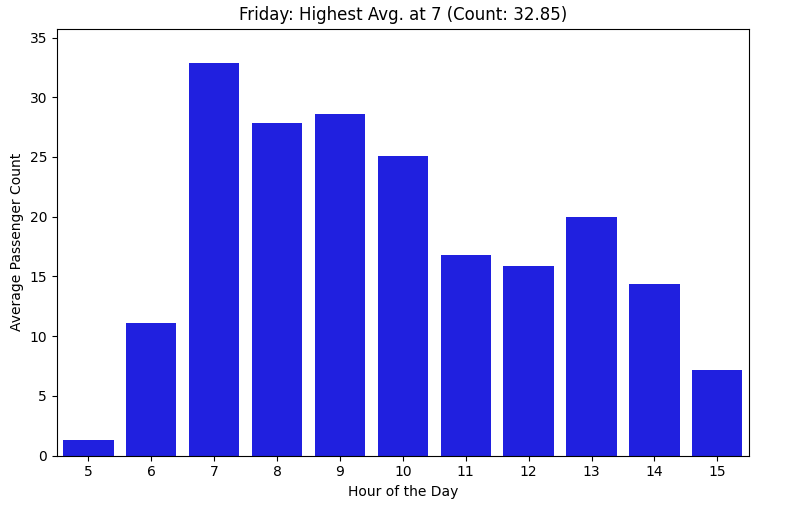 Friday: Highest Avg. at 7 (Count: 32.85)
Average Passenger Count
35
30
25
20
15
10
5
0
5 6 7 8 9 10 11 12 13 14 15
Hour of the Day